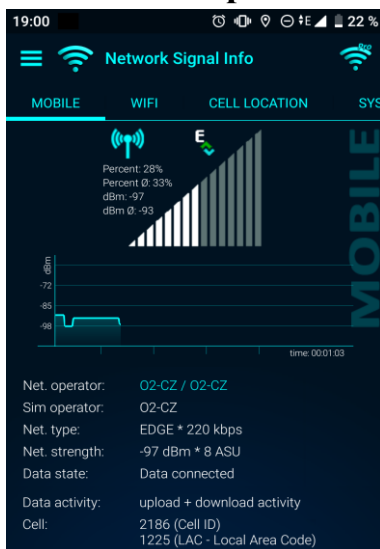 19:00 E 22 %
Network Signal Info Pro
MOBILE WIFI CELL LOCATION SYS
E
Percent: 28%
Percent Ø: 33%
dBm: -97
dBm Ø: -93
MOBILE
dBm
-72
-85
-98
time: 00:01:03
Net. operator: O2-CZ / O2-CZ
Sim operator: O2-CZ
Net. type: EDGE * 220 kbps
Net. strength: -97 dBm * 8 ASU
Data state: Data connected
Data activity: upload + download activity
Cell: 2186 (Cell ID)
1225 (LAC - Local Area Code)